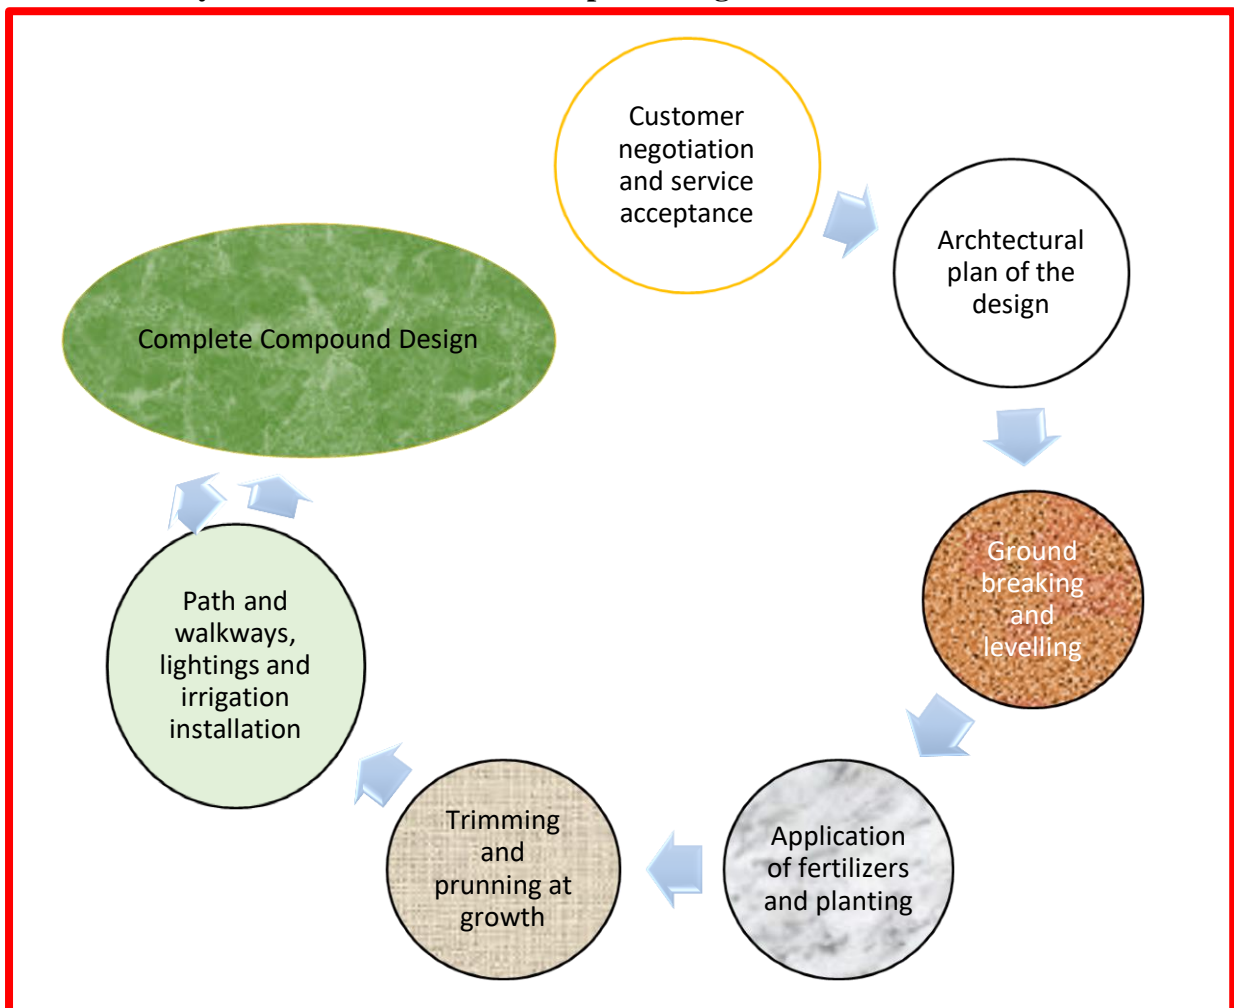 Customer
negotiation
and service
acceptance
Archtectural
plan of the
design
Ground
breaking
and
levelling
Application
of fertilizers
and planting
Trimming
and
prunning at
growth
Path and
walkways,
lightings and
irrigation
installation
Complete Compound Design